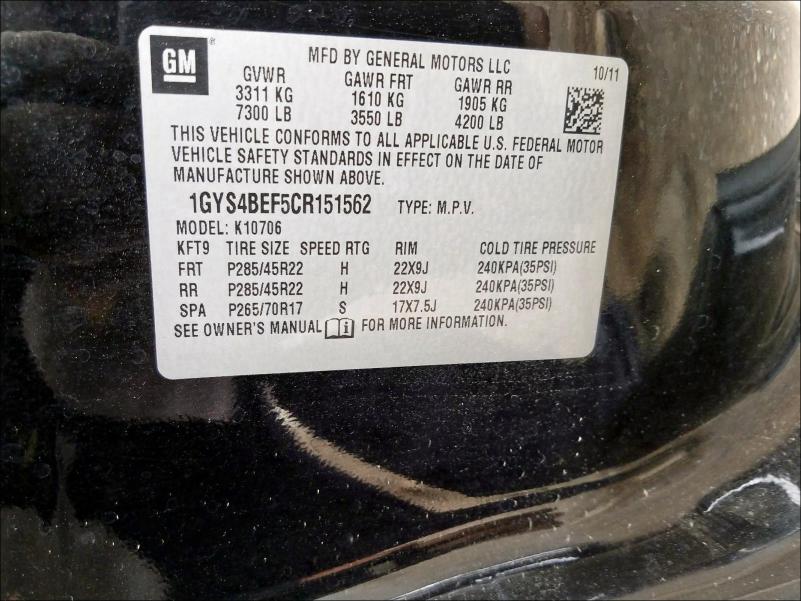 GM
MFD BY GENERAL MOTORS LLC
10/11
GVWR GAWR FRT GAWR RR
3311 KG 1610 KG 1905 KG
7300 LB 3550 LB 4200 LB
THIS VEHICLE CONFORMS TO ALL APPLICABLE U.S. FEDERAL MOTOR
VEHICLE SAFETY STANDARDS IN EFFECT ON THE DATE OF
MANUFACTURE SHOWN ABOVE.
1GYS4BEF5CR151562 TYPE: M.P.V.
MODEL: K10706
KFT9 TIRE SIZE SPEED RTG RIM COLD TIRE PRESSURE
FRT P285/45R22 H 22X9J 240KPA(35PSI)
RR P285/45R22 H 22X9J 240KPA(35PSI)
SPA P265/70R17 S 17X7.5J 240KPA(35PSI)
SEE OWNER'S MANUAL FOR MORE INFORMATION.